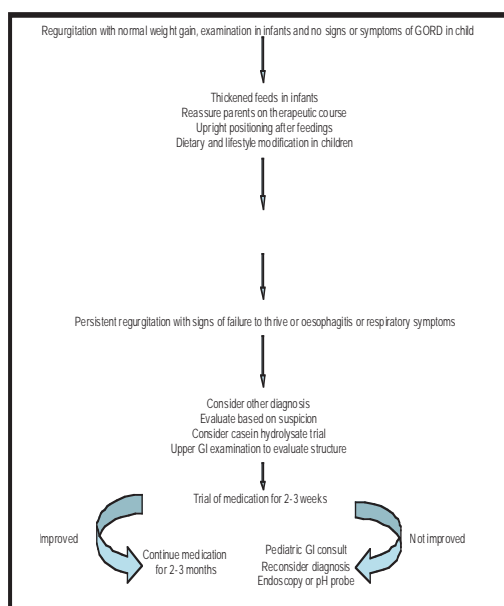 Regurgitation with normal weight gain, examination in infants and no signs or symptoms of GORD in child
Thickened feeds in infants
Reassure parents on therapeutic course
Upright positioning after feedings
Dietary and lifestyle modification in children
Persistent regurgitation with signs of failure to thrive or oesophagitis or respiratory symptoms
Consider other diagnosis
Evaluate based on suspicion
Consider casein hydrolysate trial
Upper GI examination to evaluate structure
Trial of medication for 2-3 weeks
Improved
Continue medication
for 2-3 months
Not improved
Pediatric GI consult
Reconsider diagnosis
Endoscopy or pH probe